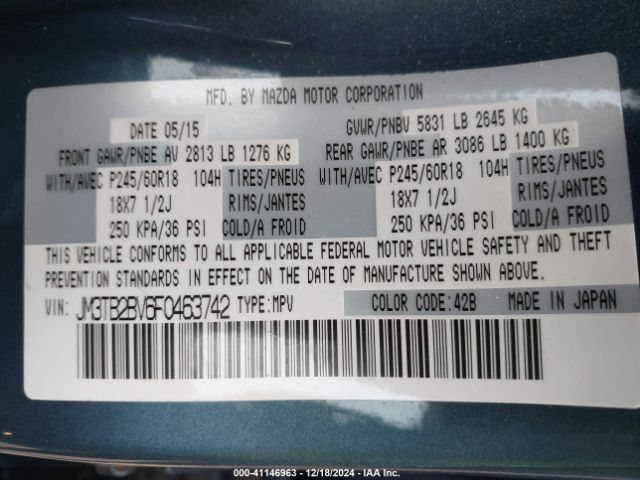 MFD. BY MAZDA MOTOR CORPORATION
DATE 05/15 GVWR/PNBV 5831 LB 2645 KG
FRONT GAWR/PNBE AV 2813 LB 1276 KG REAR GAWR/PNBE AR 3086 LB 1400 KG
WITH/AVEC P245/60R18 104H TIRES/PNEUS WITH/AVEC P245/60R18 104H TIRES/PNEUS
18X7 1/2J RIMS/JANTES 18X7 1/2J RIMS/JANTES
250 KPA/36 PSI COLD/A FROID 250 KPA/36 PSI COLD/A FROID
THIS VEHICLE CONFORMS TO ALL APPLICABLE FEDERAL MOTOR VEHICLE SAFETY AND THEFT
PREVENTION STANDARDS IN EFFECT ON THE DATE OF MANUFACTURE SHOWN ABOVE.
VIN: JM3TB2BV6F0463742 TYPE:MPV COLOR CODE:42B MADE IN JAPAN
000-41146963 - 12/18/2024 - IAAI.COM